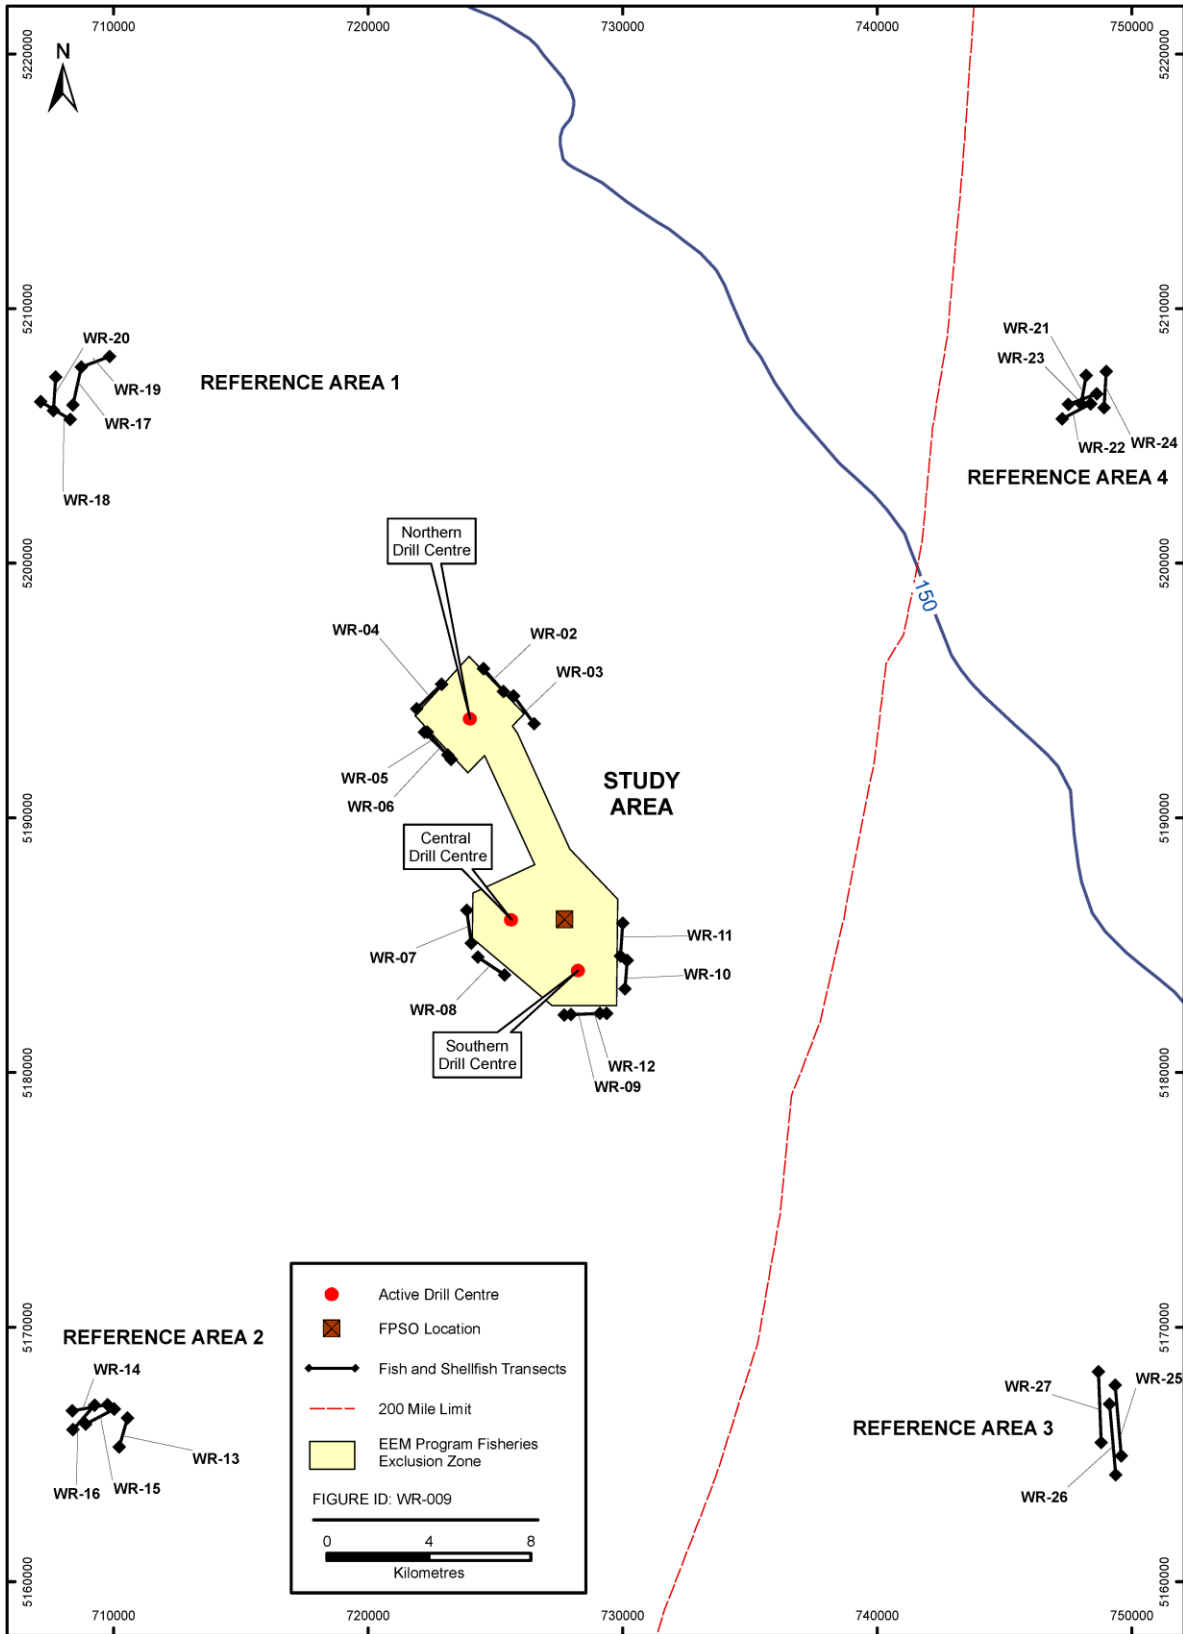 710000
720000
730000
740000
750000
5220000
5220000
N
5210000
5210000
WR-20
WR-19
WR-17
WR-18
REFERENCE AREA 1
WR-21
WR-23
WR-22
WR-24
REFERENCE AREA 4
5200000
5200000
Northern
Drill Centre
150
WR-04
WR-02
WR-03
WR-05
WR-06
STUDY
AREA
5190000
5190000
Central
Drill Centre
WR-07
WR-11
WR-10
WR-08
Southern
Drill Centre
WR-12
WR-09
5180000
5180000
5170000
5170000
REFERENCE AREA 2
WR-14
WR-13
WR-15
WR-16
Active Drill Centre
FPSO Location
Fish and Shellfish Transects
200 Mile Limit
EEM Program Fisheries
Exclusion Zone
FIGURE ID: WR-009
0 4 8
Kilometres
WR-25
WR-27
REFERENCE AREA 3
WR-26
5160000
5160000
710000
720000
730000
740000
750000